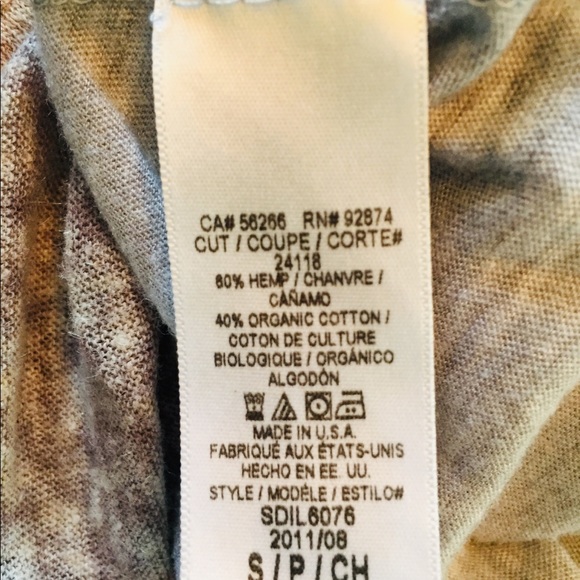 CA# 56266 RN# 92874
CUT / COUPE / CORTE#
24118
60% HEMP / CHANVRE /
CÁÑAMO
40% ORGANIC COTTON /
COTON DE CULTURE
BIOLOGIQUE / ORGÁNICO
ALGODÓN
MADE IN U.S.A.
FABRIQUÉ AUX ÉTATS-UNIS
HECHO EN EE. UU.
STYLE / MODÈLE / ESTILO#
SDIL6076
2011/08
S / P / CH